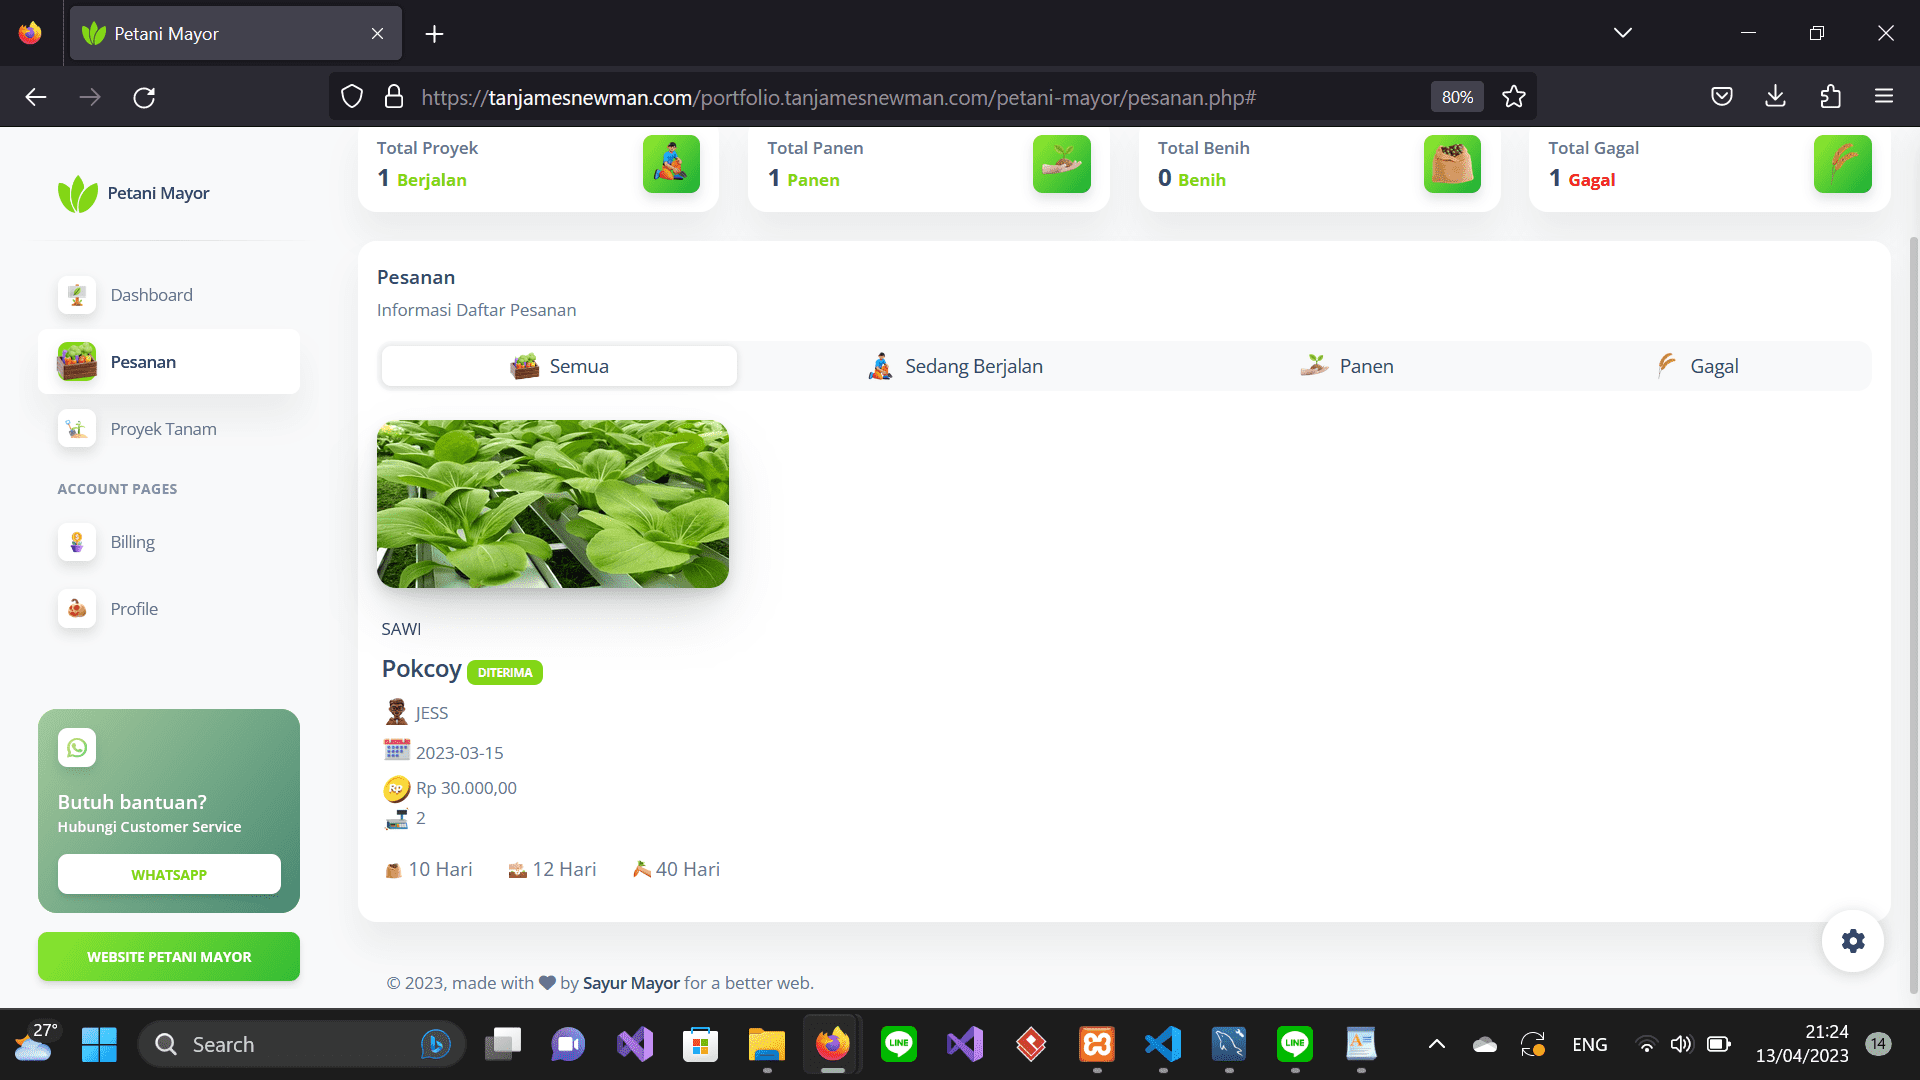 Petani Mayor
https://tanjamesnewman.com/portfolio.tanjamesnewman.com/petani-mayor/pesanan.php#
80%
Petani Mayor
Dashboard
Pesanan
Proyek Tanam
ACCOUNT PAGES
Billing
Profile
Butuh bantuan?
Hubungi Customer Service
WHATSAPP
WEBSITE PETANI MAYOR
Total Proyek
1 Berjalan
Total Panen
1 Panen
Total Benih
0 Benih
Total Gagal
1 Gagal
Pesanan
Informasi Daftar Pesanan
Semua
Sedang Berjalan
Panen
Gagal
SAWI
Pokcoy DITERIMA
JESS
2023-03-15
Rp 30.000,00
2
10 Hari
12 Hari
40 Hari
© 2023, made with by Sayur Mayor for a better web.
27°
Search
LINE
LINE
ENG
21:24
13/04/2023
14